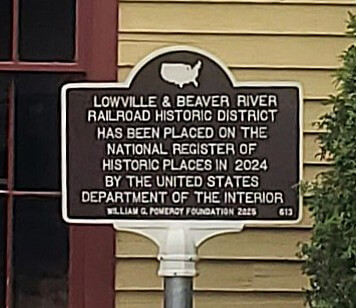 LOWVILLE & BEAVER RIVER
RAILROAD HISTORIC DISTRICT
HAS BEEN PLACED ON THE
NATIONAL REGISTER OF
HISTORIC PLACES IN 2024
BY THE UNITED STATES
DEPARTMENT OF THE INTERIOR
WILLIAM G. POMEROY FOUNDATION 2025 613